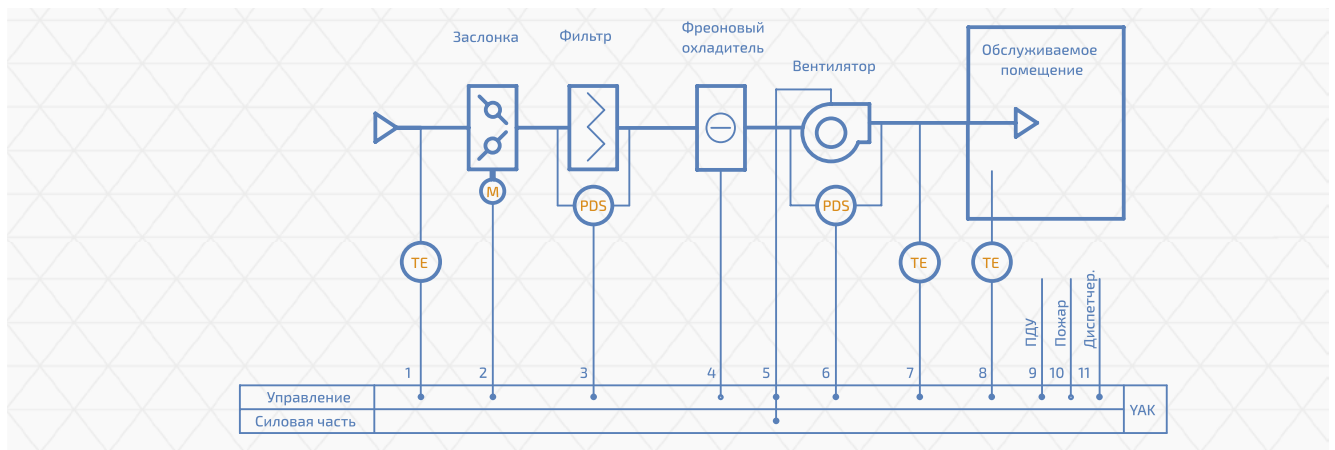 Заслонка
Фильтр
Фреоновый
охладитель
Вентилятор
Обслуживаемое
помещение
M
PDS
PDS
TE
TE
TE
ПДУ
Пожар
Диспетчер.
1 2 3 4 5 6 7 8 9 10 11
Управление
Силовая часть
YAK